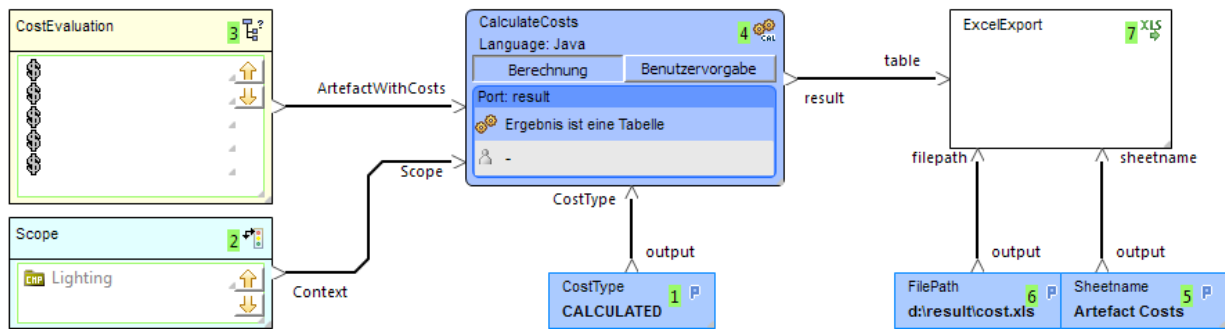 CostEvaluation
3
$
$
$
$
$
ArtefactWithCosts
CalculateCosts
4
CAL
Language: Java
Berechnung
Benutzervorgabe
Port: result
Ergebnis ist eine Tabelle
-
result
table
ExcelExport
7
XLS
filepath
sheetname
Scope
CostType
Scope
2
CMP Lighting
Context
output
CostType
1
P
CALCULATED
output
FilePath
6
P
d:\result\cost.xls
output
Sheetname
5
P
Artefact Costs